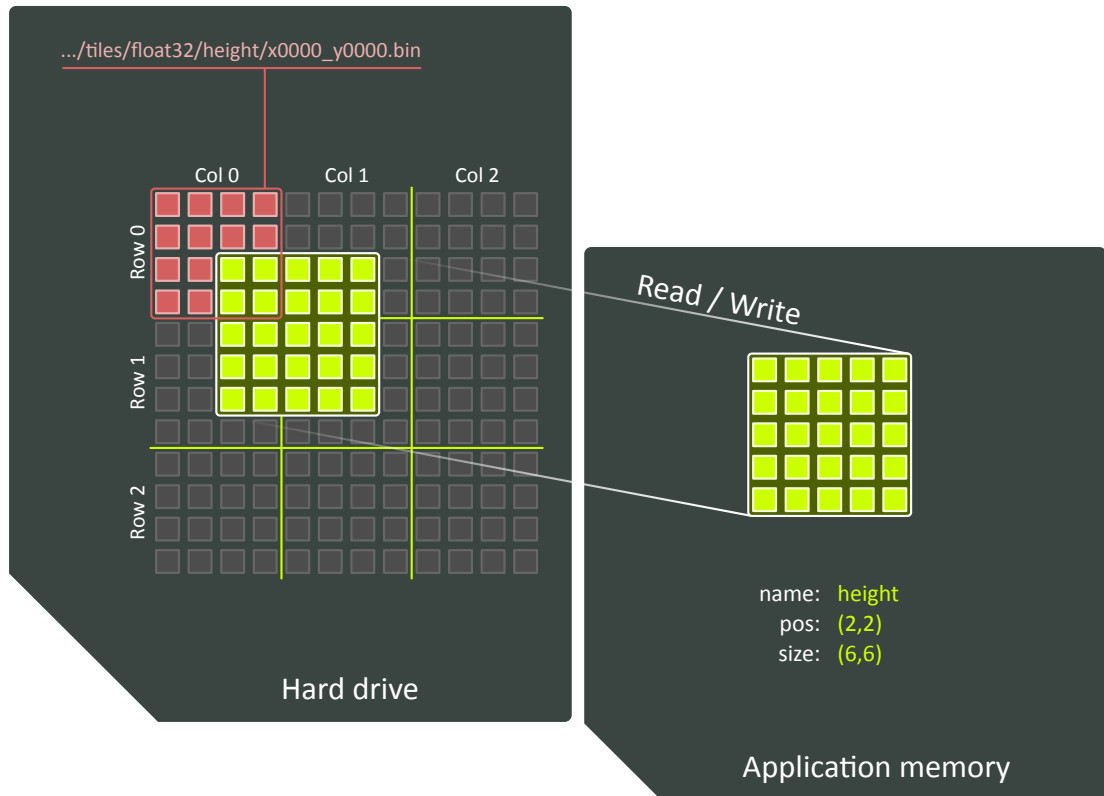 .../tiles/float32/height/x0000_y0000.bin
Col 0
Col 1
Col 2
Row 0
Row 1
Row 2
Hard drive
Read / Write
name: height
pos: (2,2)
size: (6,6)
Application memory